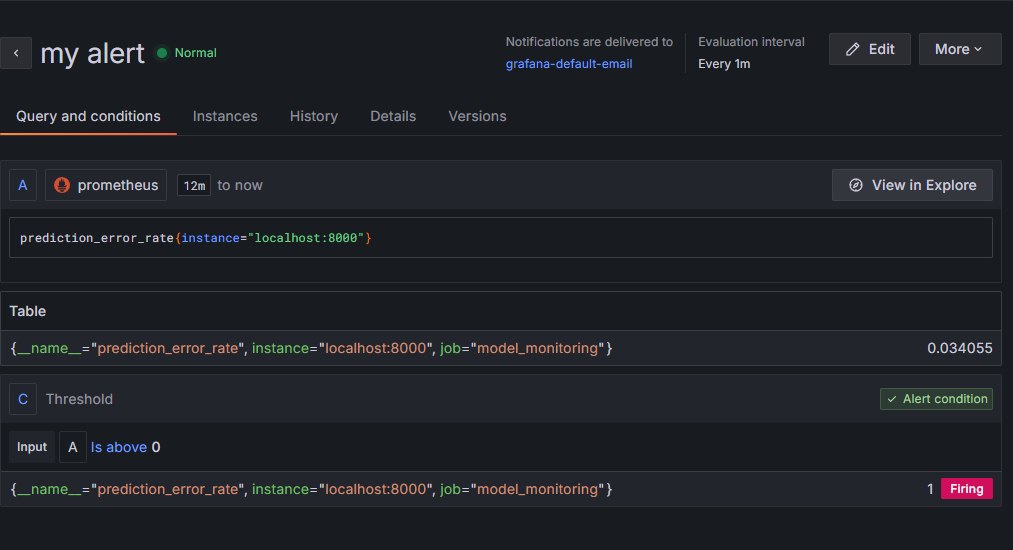 my alert Normal
Notifications are delivered to
grafana-default-email
Evaluation interval
Every 1m
Edit
More
Query and conditions Instances History Details Versions
A prometheus 12m to now View in Explore
prediction_error_rate{instance="localhost:8000"}
Table
{__name__="prediction_error_rate", instance="localhost:8000", job="model_monitoring"} 0.034055
C Threshold Alert condition
Input A Is above 0
{__name__="prediction_error_rate", instance="localhost:8000", job="model_monitoring"} 1 Firing